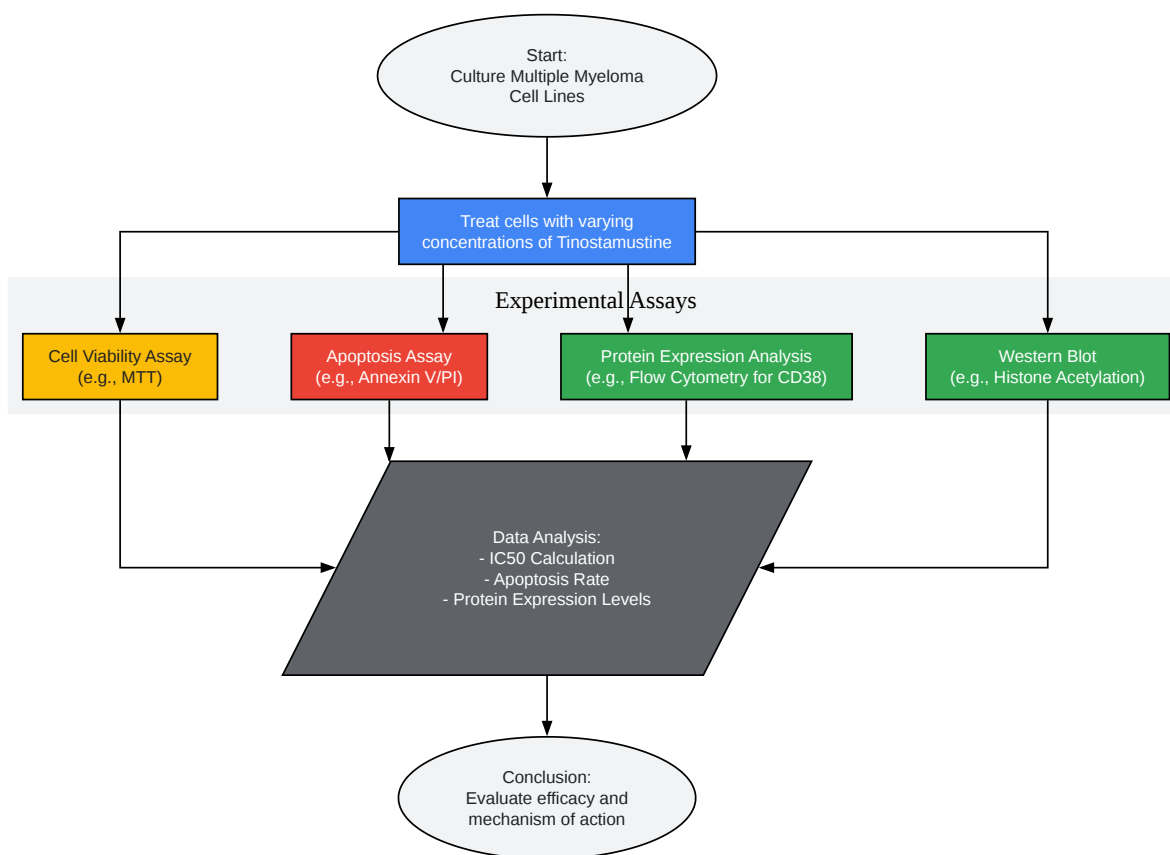 Start:
Culture Multiple Myeloma
Cell Lines
Treat cells with varying
concentrations of Tinostamustine
Experimental Assays
Cell Viability Assay
(e.g., MTT)
Apoptosis Assay
(e.g., Annexin V/PI)
Protein Expression Analysis
(e.g., Flow Cytometry for CD38)
Western Blot
(e.g., Histone Acetylation)
Data Analysis:
- IC50 Calculation
- Apoptosis Rate
- Protein Expression Levels
Conclusion:
Evaluate efficacy and
mechanism of action